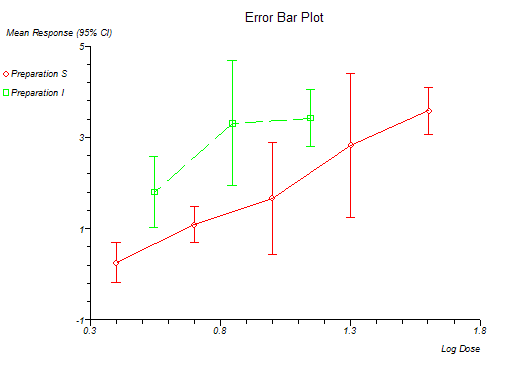 Error Bar Plot
Mean Response (95% CI)
5
Preparation S
Preparation I
3
1
-1
0.3 0.8 1.3 1.8
Log Dose